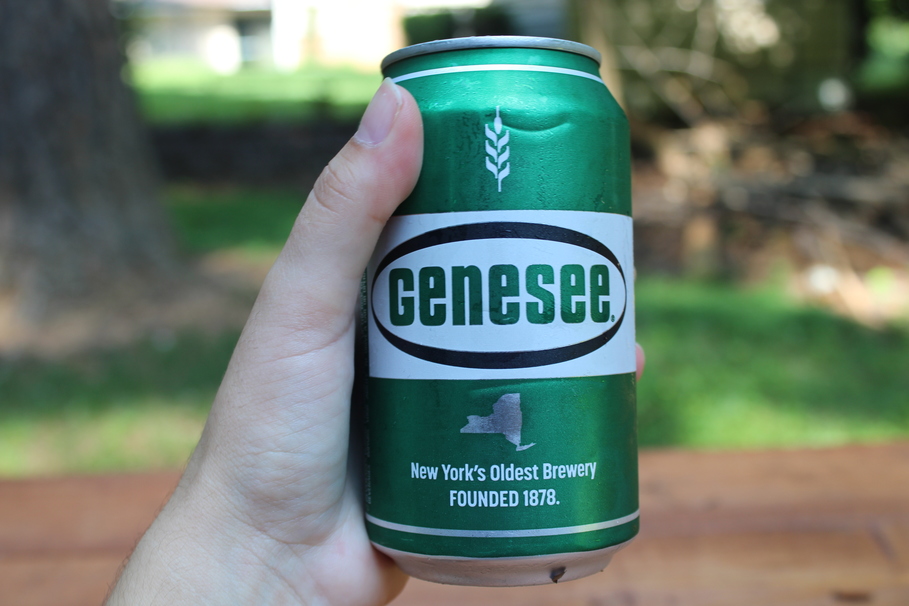 Genesee.
New York's Oldest Brewery
FOUNDED 1878.